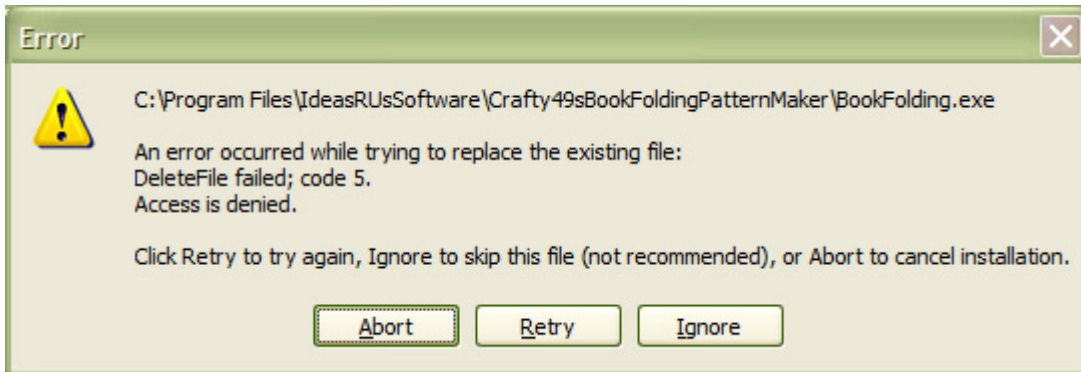 Error
C:\Program Files\IdeasRUsSoftware\Crafty49sBookFoldingPatternMaker\BookFolding.exe
An error occurred while trying to replace the existing file:
DeleteFile failed; code 5.
Access is denied.
Click Retry to try again, Ignore to skip this file (not recommended), or Abort to cancel installation.
Abort Retry Ignore